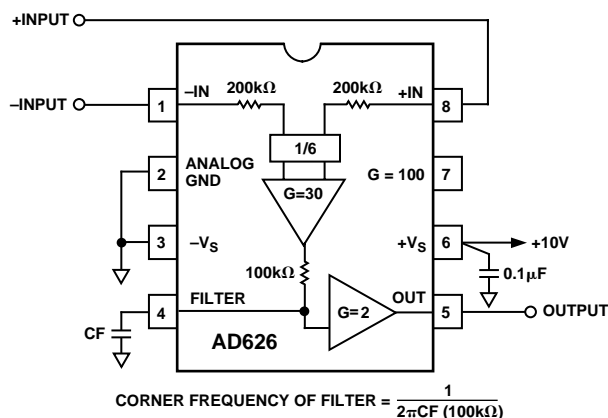 +INPUT
200kΩ 200kΩ
–INPUT 1 –IN +IN 8
1/6
2 ANALOG GND G=30 G = 100 7
3 –VS +VS 6 +10V
100kΩ 0.1µF
4 FILTER G=2 OUT 5 OUTPUT
CF
AD626
CORNER FREQUENCY OF FILTER = 1
2πCF (100kΩ)